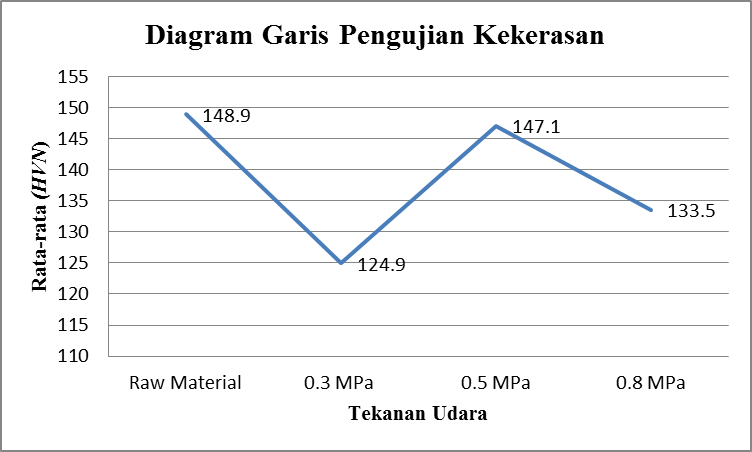 Diagram Garis Pengujian Kekerasan
155
150
145
140
135
130
125
120
115
110
Rata-rata (HVN)
148.9
124.9
147.1
133.5
Raw Material
0.3 MPa
0.5 MPa
0.8 MPa
Tekanan Udara